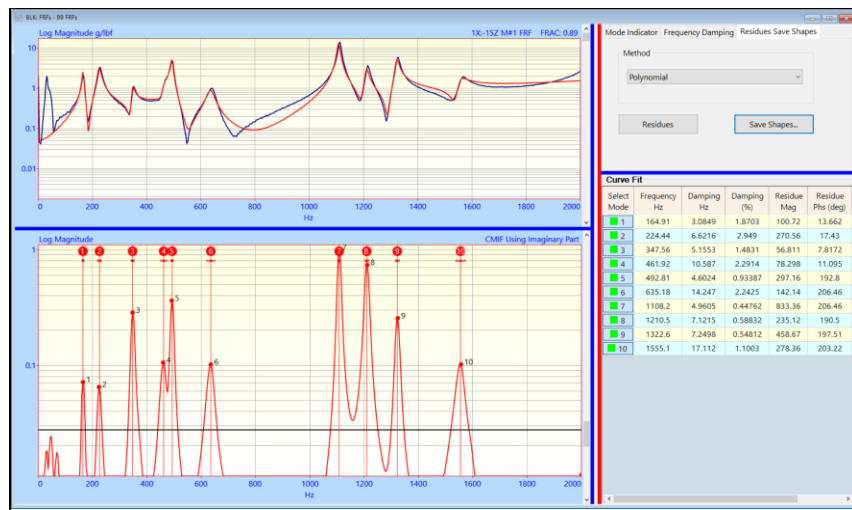 BLK: FRFs - 99 FRFs
Log Magnitude g/lbf 1X:-15Z M#1 FRF FRAC: 0.89
10
1
0.1
0.01
0 200 400 600 800 1000 1200 1400 1600 1800 2000
Hz
Log Magnitude CMIF Using Imaginary Part
1 2 3 4 5 6 7 8 9 10
7
8
5
3
9
4
6
10
0.1
1
2
0 200 400 600 800 1000 1200 1400 1600 1800 2000
Hz
Mode Indicator Frequency Damping Residues Save Shapes
Method
Polynomial
Residues Save Shapes...
Curve Fit
Select Mode Frequency Hz Damping Hz Damping (%) Residue Mag Residue Phs (deg)
1 164.91 3.0849 1.8703 100.72 13.662
2 224.44 6.6216 2.949 270.56 17.43
3 347.56 5.1553 1.4831 56.811 7.8172
4 461.92 10.587 2.2914 78.298 11.095
5 492.81 4.6024 0.93387 297.16 192.8
6 635.18 14.247 2.2425 142.14 206.46
7 1108.2 4.9605 0.44762 833.36 206.46
8 1210.5 7.1215 0.58832 235.12 190.5
9 1322.6 7.2498 0.54812 458.67 197.51
10 1555.1 17.112 1.1003 278.36 203.22